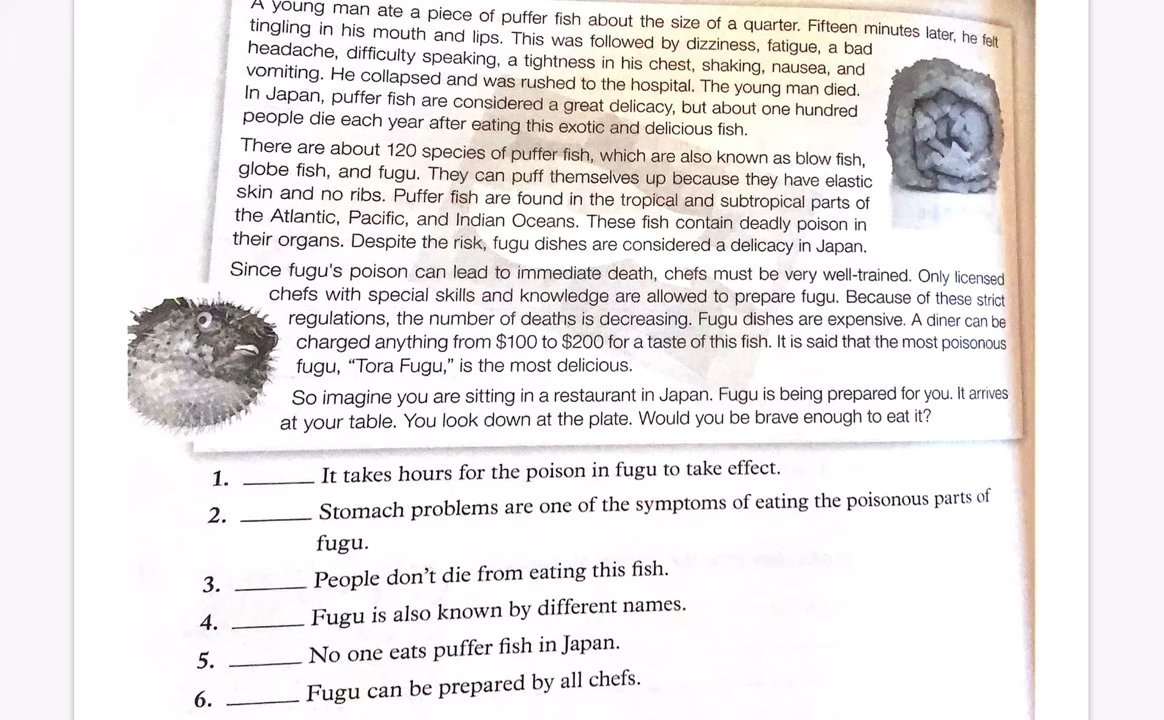 A young man ate a piece of puffer fish about the size of a quarter. Fifteen minutes later, he felt
tingling in his mouth and lips. This was followed by dizziness, fatigue, a bad
headache, difficulty speaking, a tightness in his chest, shaking, nausea, and
vomiting. He collapsed and was rushed to the hospital. The young man died.
In Japan, puffer fish are considered a great delicacy, but about one hundred
people die each year after eating this exotic and delicious fish.
There are about 120 species of puffer fish, which are also known as blow fish,
globe fish, and fugu. They can puff themselves up because they have elastic
skin and no ribs. Puffer fish are found in the tropical and subtropical parts of
the Atlantic, Pacific, and Indian Oceans. These fish contain deadly poison in
their organs. Despite the risk, fugu dishes are considered a delicacy in Japan.
Since fugu's poison can lead to immediate death, chefs must be very well-trained. Only licensed
chefs with special skills and knowledge are allowed to prepare fugu. Because of these strict
regulations, the number of deaths is decreasing. Fugu dishes are expensive. A diner can be
charged anything from $100 to $200 for a taste of this fish. It is said that the most poisonous
fugu, “Tora Fugu,” is the most delicious.
So imagine you are sitting in a restaurant in Japan. Fugu is being prepared for you. It arrives
at your table. You look down at the plate. Would you be brave enough to eat it?
1. ______ It takes hours for the poison in fugu to take effect.
2. ______ Stomach problems are one of the symptoms of eating the poisonous parts of
fugu.
3. ______ People don’t die from eating this fish.
4. ______ Fugu is also known by different names.
5. ______ No one eats puffer fish in Japan.
6. ______ Fugu can be prepared by all chefs.